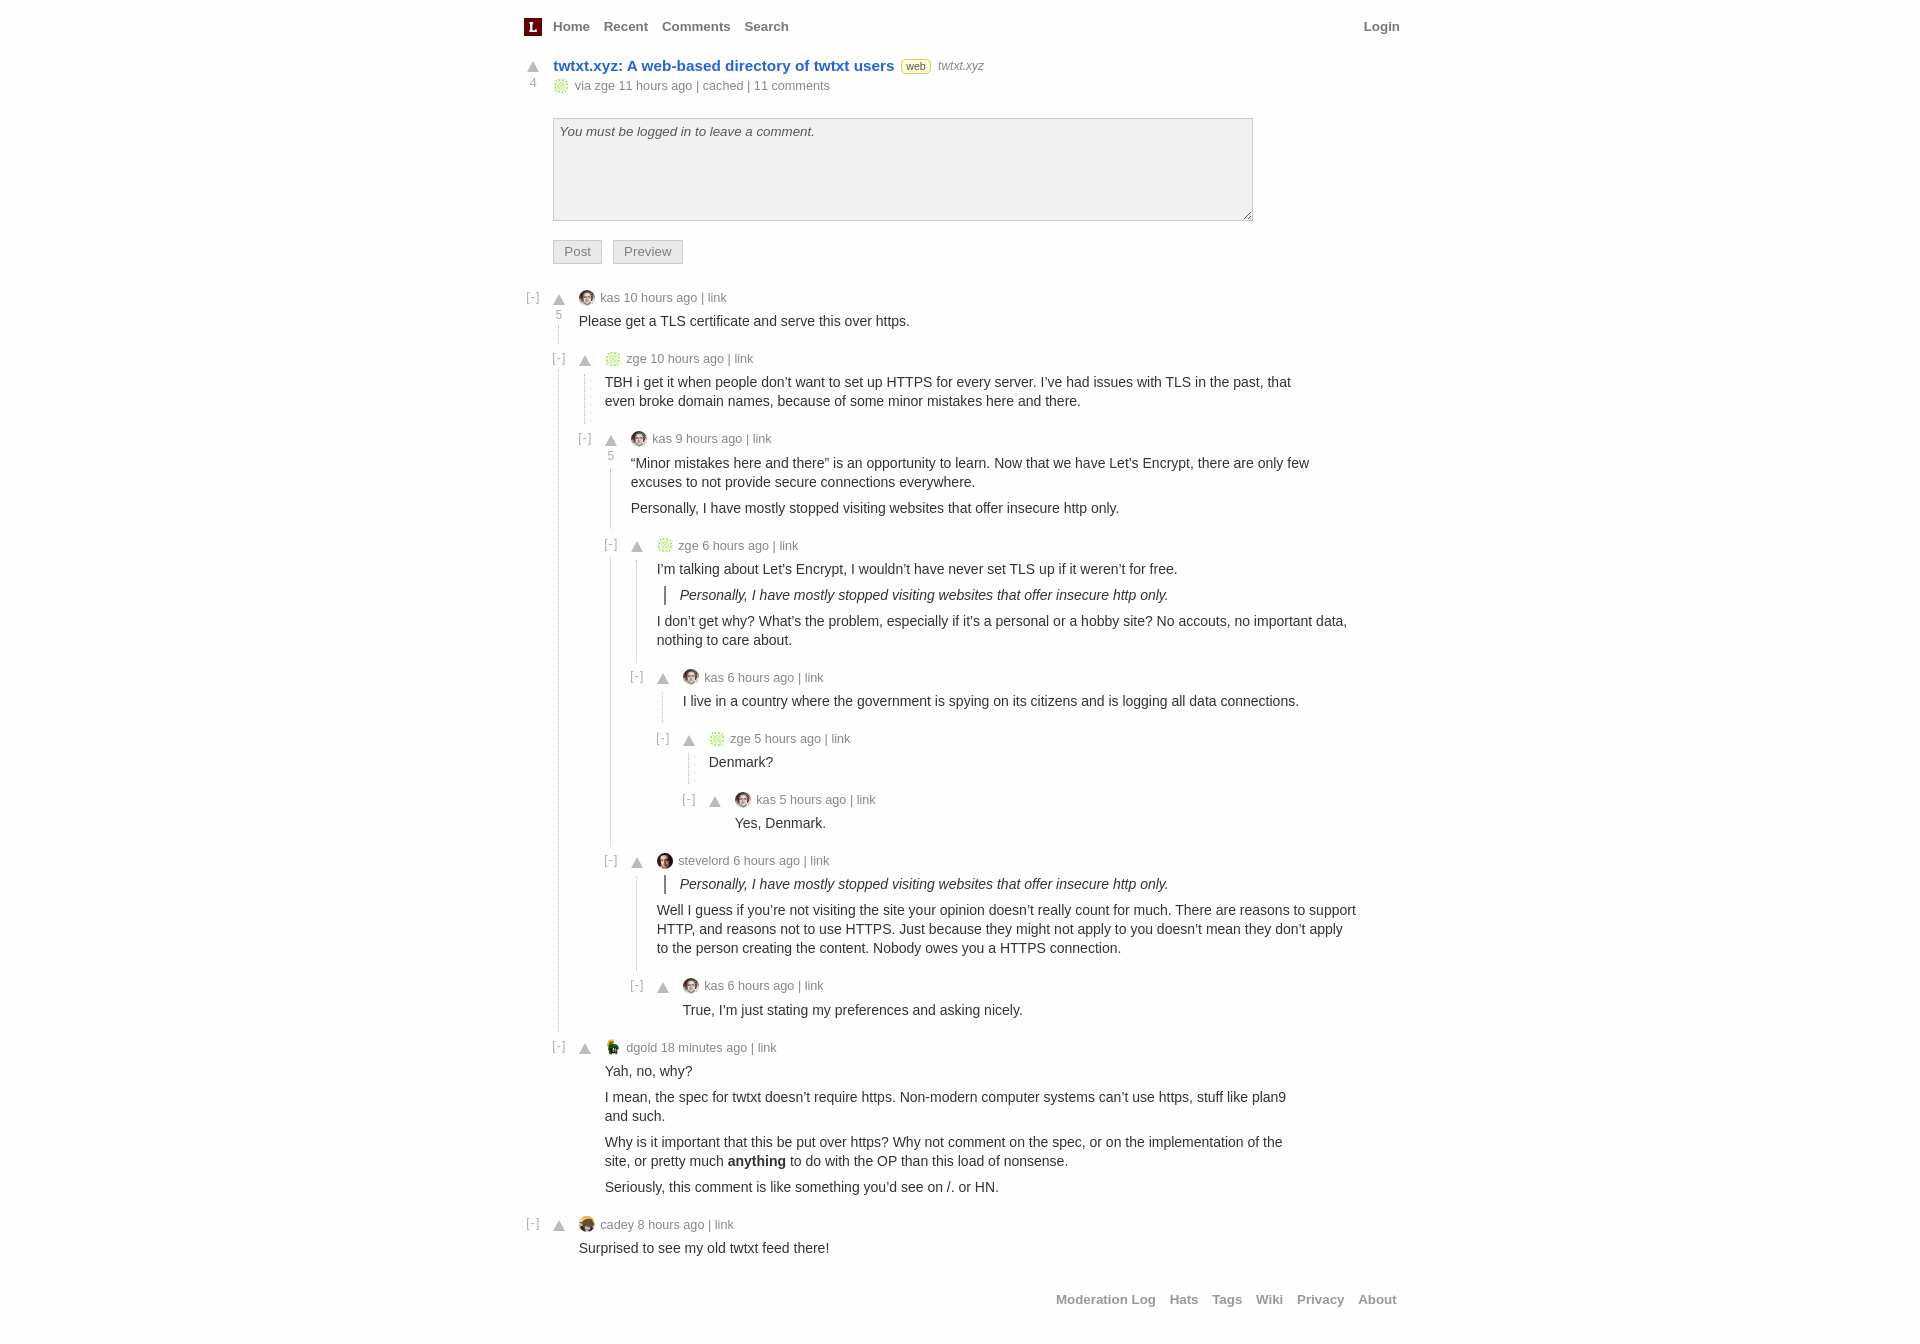 L Home Recent Comments Search Login
twtxt.xyz: A web-based directory of twtxt users web twtxt.xyz
4 via zge 11 hours ago | cached | 11 comments
You must be logged in to leave a comment.
Post Preview
[-] kas 10 hours ago | link
5
Please get a TLS certificate and serve this over https.
[-] zge 10 hours ago | link
TBH i get it when people don’t want to set up HTTPS for every server. I’ve had issues with TLS in the past, that
even broke domain names, because of some minor mistakes here and there.
[-] kas 9 hours ago | link
5
“Minor mistakes here and there” is an opportunity to learn. Now that we have Let’s Encrypt, there are only few
excuses to not provide secure connections everywhere.
Personally, I have mostly stopped visiting websites that offer insecure http only.
[-] zge 6 hours ago | link
I’m talking about Let’s Encrypt, I wouldn’t have never set TLS up if it weren’t for free.
Personally, I have mostly stopped visiting websites that offer insecure http only.
I don’t get why? What’s the problem, especially if it’s a personal or a hobby site? No accouts, no important data,
nothing to care about.
[-] kas 6 hours ago | link
I live in a country where the government is spying on its citizens and is logging all data connections.
[-] zge 5 hours ago | link
Denmark?
[-] kas 5 hours ago | link
Yes, Denmark.
[-] stevelord 6 hours ago | link
Personally, I have mostly stopped visiting websites that offer insecure http only.
Well I guess if you’re not visiting the site your opinion doesn’t really count for much. There are reasons to support
HTTP, and reasons not to use HTTPS. Just because they might not apply to you doesn’t mean they don’t apply
to the person creating the content. Nobody owes you a HTTPS connection.
[-] kas 6 hours ago | link
True, I’m just stating my preferences and asking nicely.
[-] dgold 18 minutes ago | link
Yah, no, why?
I mean, the spec for twtxt doesn’t require https. Non-modern computer systems can’t use https, stuff like plan9
and such.
Why is it important that this be put over https? Why not comment on the spec, or on the implementation of the
site, or pretty much anything to do with the OP than this load of nonsense.
Seriously, this comment is like something you’d see on /. or HN.
[-] cadey 8 hours ago | link
Surprised to see my old twtxt feed there!
Moderation Log Hats Tags Wiki Privacy About